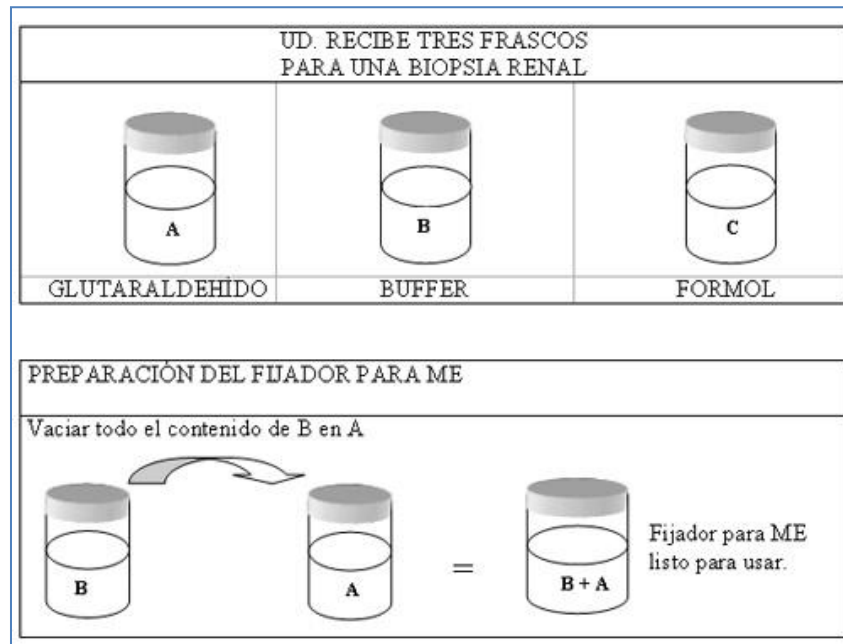 UD. RECIBE TRES FRASCOS
PARA UNA BIOPSIA RENAL
A
B
C
GLUTARALDEHÍDO
BUFFER
FORMOL
PREPARACIÓN DEL FIJADOR PARA ME
Vaciar todo el contenido de B en A
B
A
=
B + A
Fijador para ME
listo para usar.